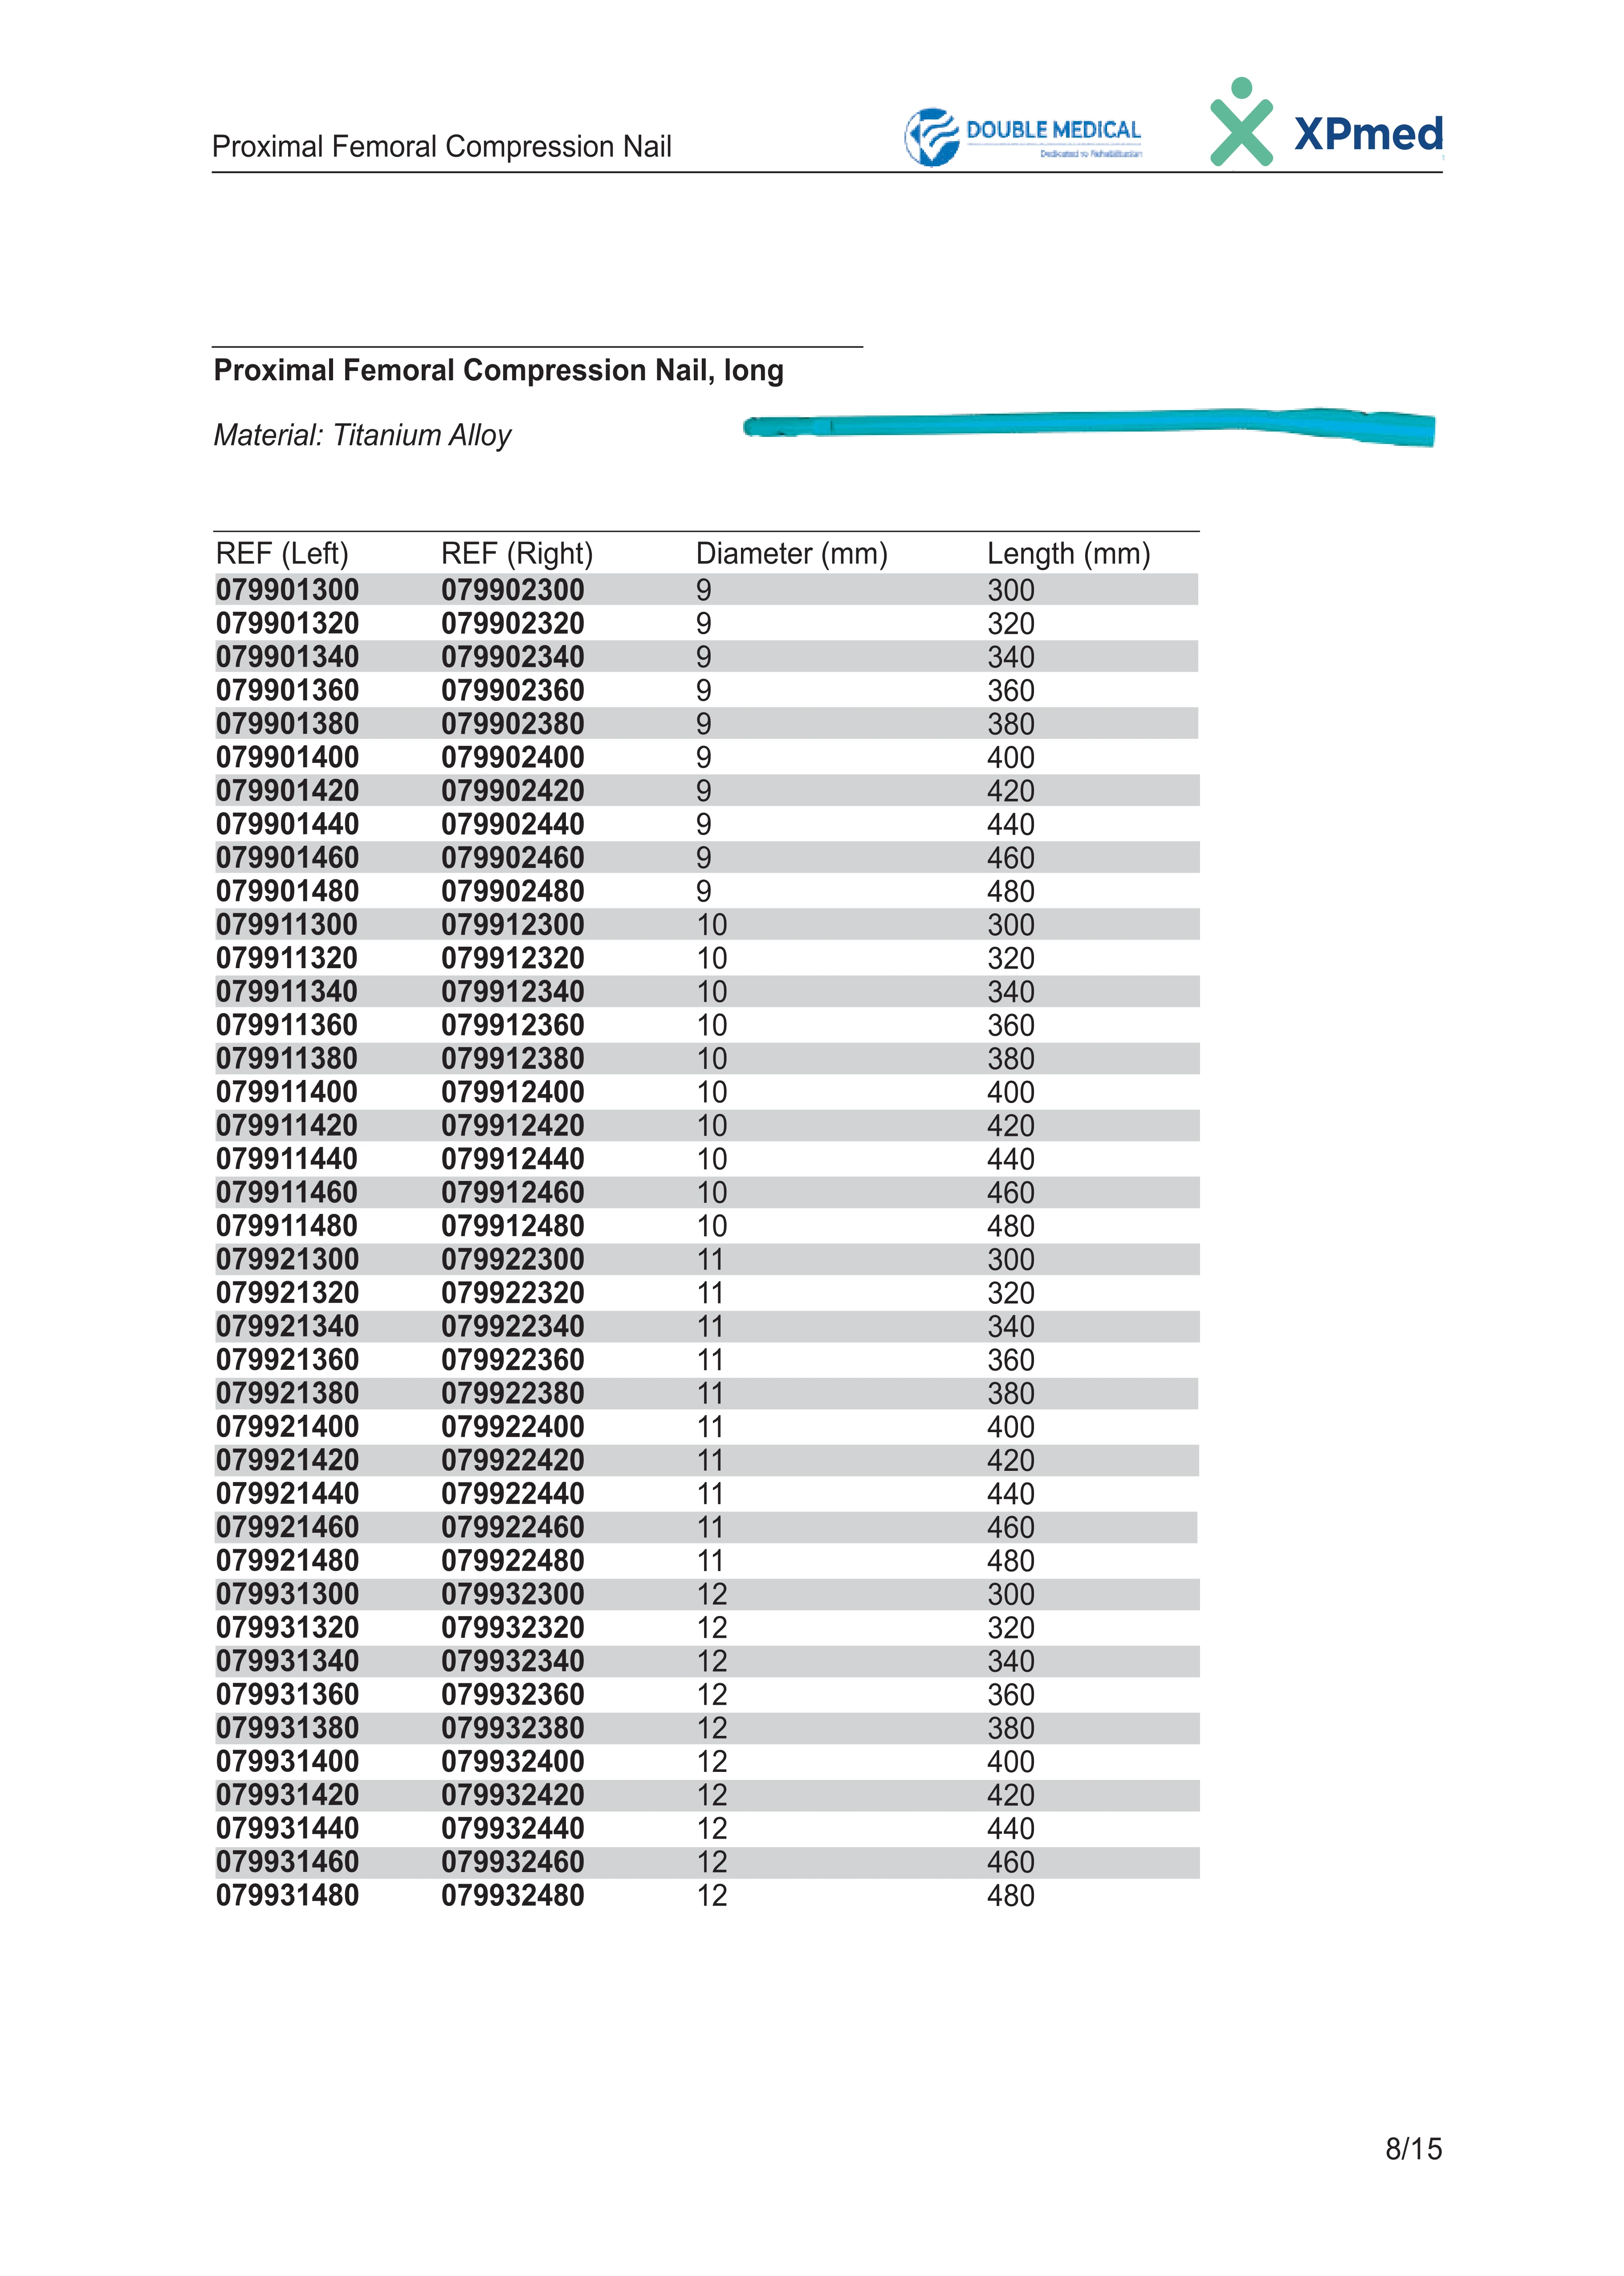 Proximal Femoral Compression Nail
DOUBLE MEDICAL
Dedicated to Rehabilitation
XPmed
Proximal Femoral Compression Nail, long
Material: Titanium Alloy
REF (Left) REF (Right) Diameter (mm) Length (mm)
079901300 079902300 9 300
079901320 079902320 9 320
079901340 079902340 9 340
079901360 079902360 9 360
079901380 079902380 9 380
079901400 079902400 9 400
079901420 079902420 9 420
079901440 079902440 9 440
079901460 079902460 9 460
079901480 079902480 9 480
079911300 079912300 10 300
079911320 079912320 10 320
079911340 079912340 10 340
079911360 079912360 10 360
079911380 079912380 10 380
079911400 079912400 10 400
079911420 079912420 10 420
079911440 079912440 10 440
079911460 079912460 10 460
079911480 079912480 10 480
079921300 079922300 11 300
079921320 079922320 11 320
079921340 079922340 11 340
079921360 079922360 11 360
079921380 079922380 11 380
079921400 079922400 11 400
079921420 079922420 11 420
079921440 079922440 11 440
079921460 079922460 11 460
079921480 079922480 11 480
079931300 079932300 12 300
079931320 079932320 12 320
079931340 079932340 12 340
079931360 079932360 12 360
079931380 079932380 12 380
079931400 079932400 12 400
079931420 079932420 12 420
079931440 079932440 12 440
079931460 079932460 12 460
079931480 079932480 12 480
8/15